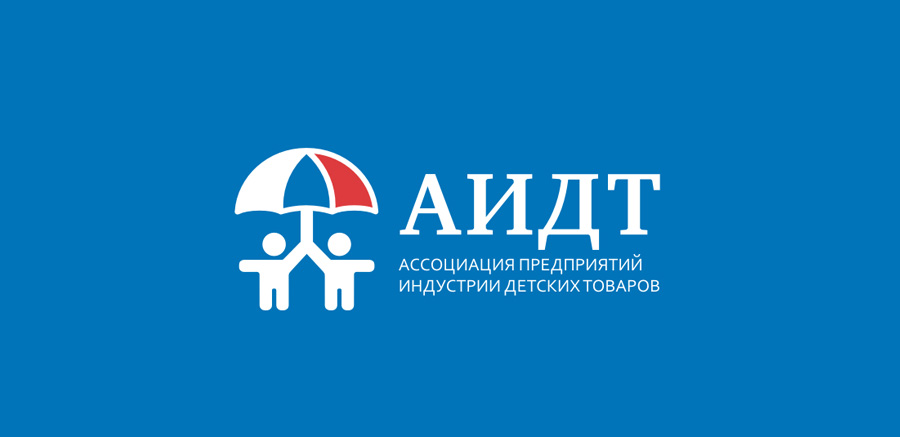 АИДТ
АССОЦИАЦИЯ ПРЕДПРИЯТИЙ
ИНДУСТРИИ ДЕТСКИХ ТОВАРОВ